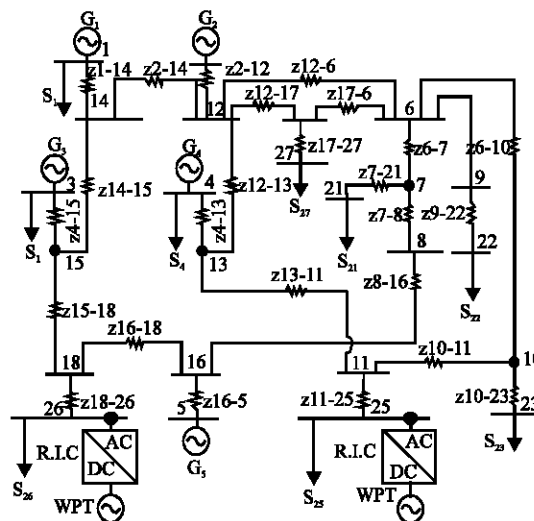 G₁
G₂
1
z1-14
z2-14
z2-12
z12-6
S₁
14
12
z12-17
z17-6
6
G₃
G₄
z17-27
z6-7
z6-10
3
4
27
z7-21
7
9
z14-15
z12-13
21
z4-15
z4-13
S₂₇
z7-8
z9-22
S₁
S₄
S₂₁
8
22
15
13
z13-11
z8-16
S₂₂
z15-18
z16-18
18
16
11
z10-11
10
z18-26
z16-5
z11-25
z10-23
26
5
25
23
R.I.C
AC
DC
G₅
R.I.C
AC
DC
S₂₃
S₂₆
WPT
S₂₅
WPT